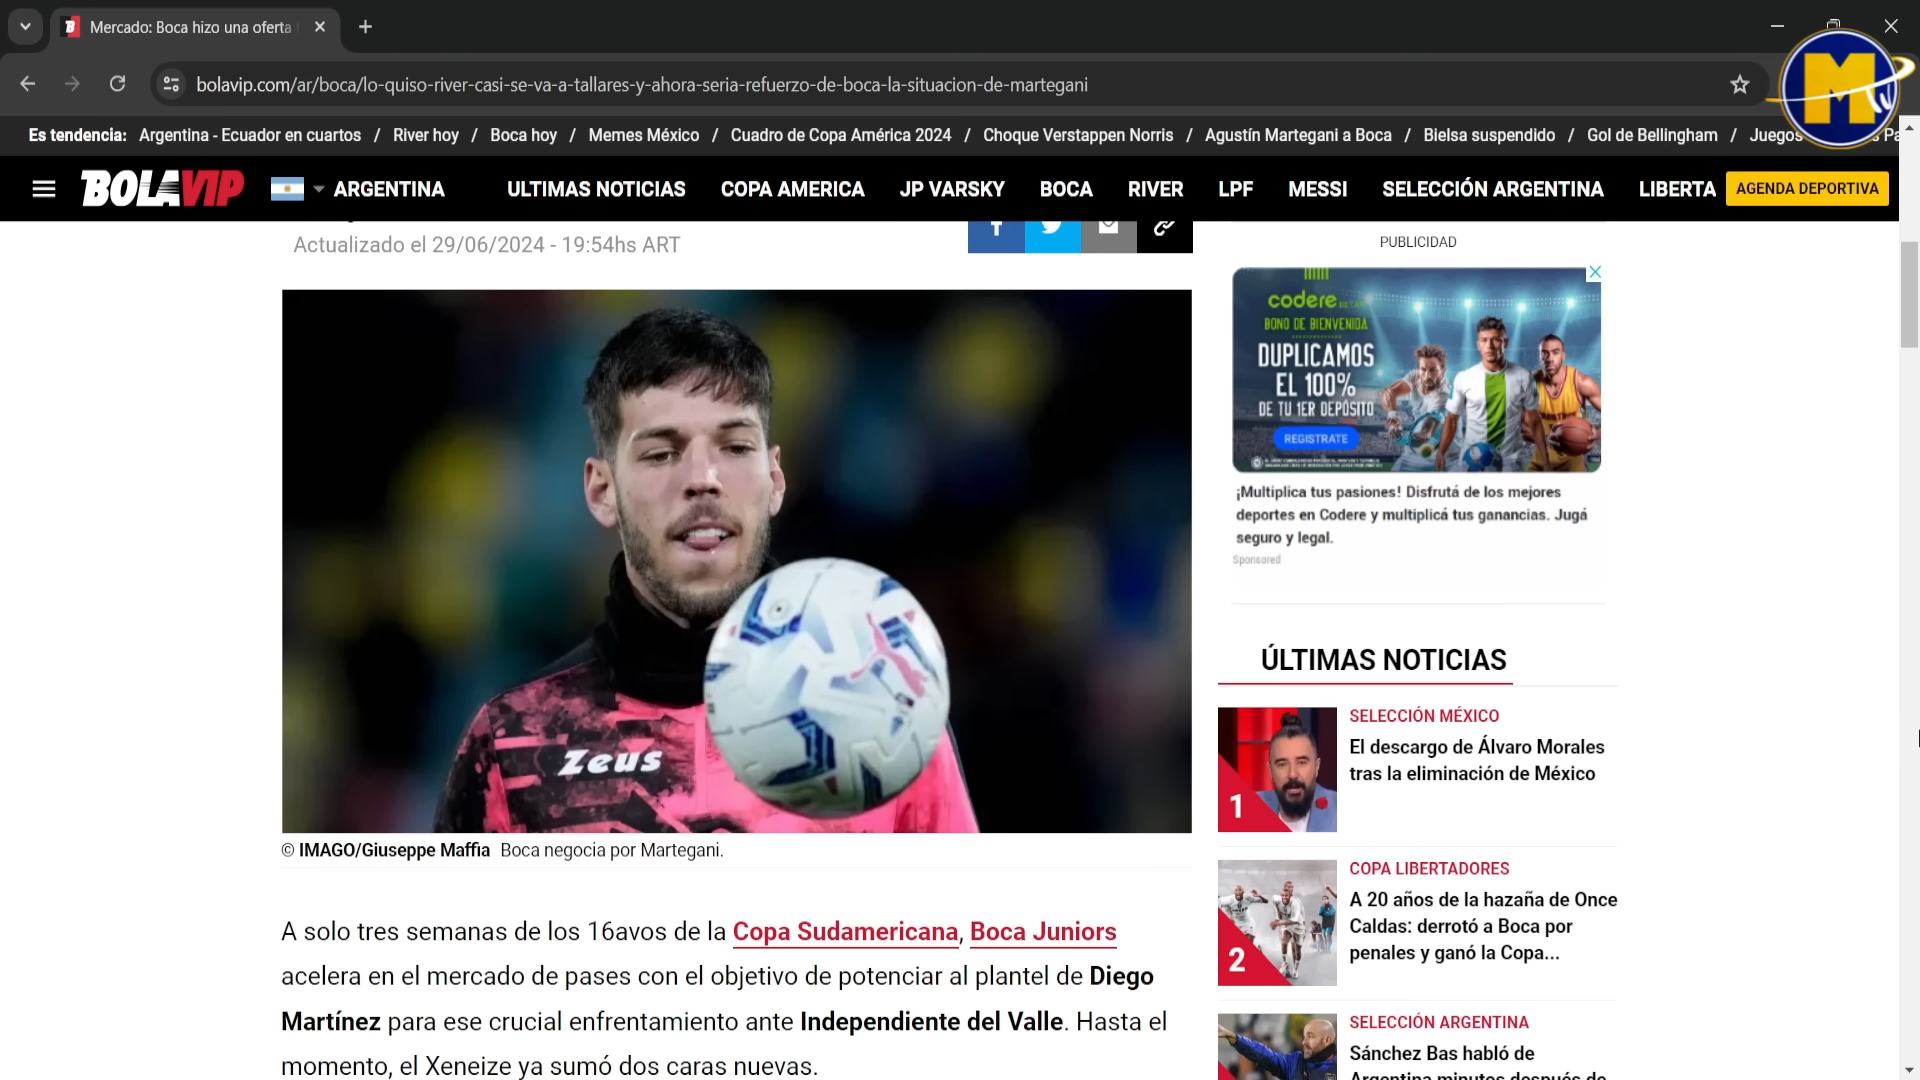 Mercado: Boca hizo una oferta
bolavip.com/ar/boca/lo-quiso-river-casi-se-va-a-tallares-y-ahora-seria-refuerzo-de-boca-la-situacion-de-martegani
Es tendencia: Argentina - Ecuador en cuartos / River hoy / Boca hoy / Memes México / Cuadro de Copa América 2024 / Choque Verstappen Norris / Agustín Martegani a Boca / Bielsa suspendido / Gol de Bellingham / Juegos Pa
BOLAVIP ARGENTINA ULTIMAS NOTICIAS COPA AMERICA JP VARSKY BOCA RIVER LPF MESSI SELECCIÓN ARGENTINA LIBERTA AGENDA DEPORTIVA
M tv
Actualizado el 29/06/2024 - 19:54hs ART
Zeus
© IMAGO/Giuseppe Maffia Boca negocia por Martegani.
A solo tres semanas de los 16avos de la Copa Sudamericana, Boca Juniors
acelera en el mercado de pases con el objetivo de potenciar al plantel de Diego
Martínez para ese crucial enfrentamiento ante Independiente del Valle. Hasta el
momento, el Xeneize ya sumó dos caras nuevas.
PUBLICIDAD
codere
BONO DE BIENVENIDA
DUPLICAMOS
EL 100%
DE TU 1ER DEPÓSITO
REGISTRATE
¡Multiplica tus pasiones! Disfrutá de los mejores
deportes en Codere y multiplicá tus ganancias. Jugá
seguro y legal.
Sponsored
ÚLTIMAS NOTICIAS
1
SELECCIÓN MÉXICO
El descargo de Álvaro Morales
tras la eliminación de México
2
COPA LIBERTADORES
A 20 años de la hazaña de Once
Caldas: derrotó a Boca por
penales y ganó la Copa...
SELECCIÓN ARGENTINA
Sánchez Bas habló de
Argentina minutos después de